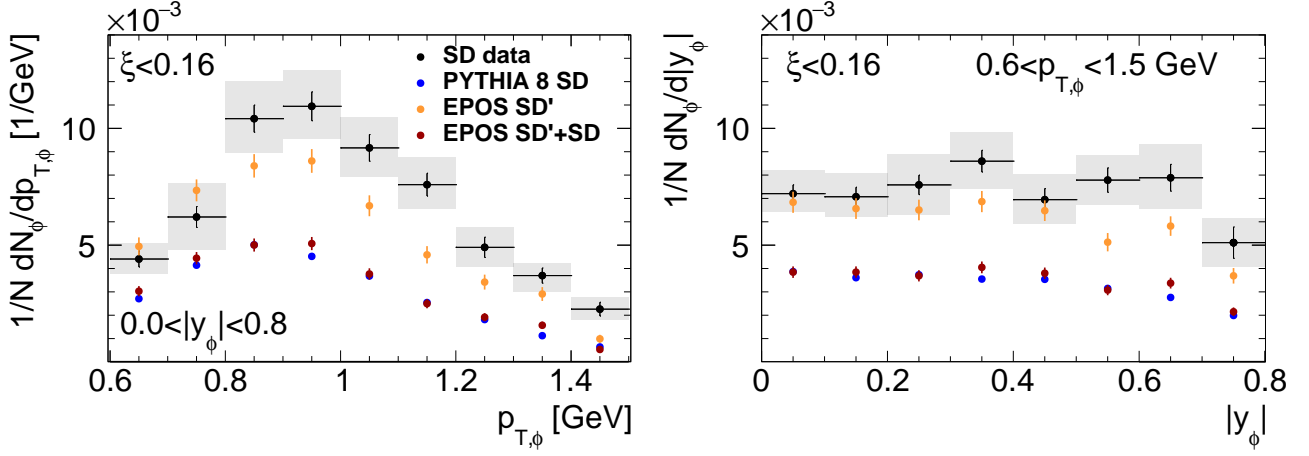 ×10⁻³
1/N dN_ϕ/dp_T,ϕ [1/GeV]
ξ<0.16
SD data
PYTHIA 8 SD
EPOS SD'
EPOS SD'+SD
0.0<|y_ϕ|<0.8
10
5
0.6 0.8 1 1.2 1.4
p_T,ϕ [GeV]
×10⁻³
1/N dN_ϕ/d|y_ϕ|
ξ<0.16 0.6<p_T,ϕ<1.5 GeV
10
5
0 0.2 0.4 0.6 0.8
|y_ϕ|